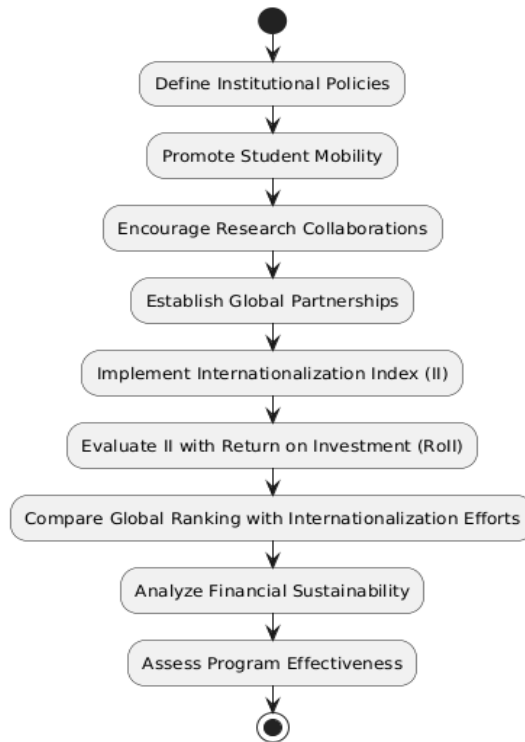 Define Institutional Policies
Promote Student Mobility
Encourage Research Collaborations
Establish Global Partnerships
Implement Internationalization Index (II)
Evaluate II with Return on Investment (RoII)
Compare Global Ranking with Internationalization Efforts
Analyze Financial Sustainability
Assess Program Effectiveness